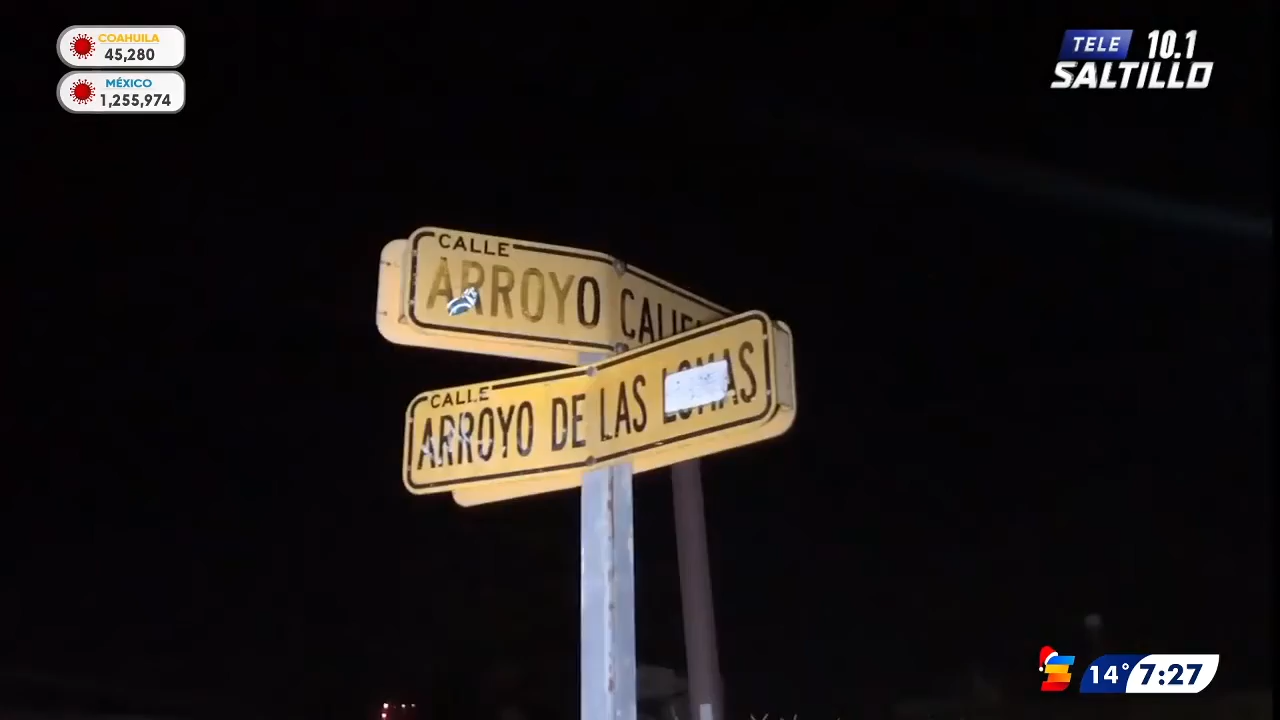 COAHUILA
45,280
MÉXICO
1,255,974
TELE 10.1
SALTILLO
CALLE
ARROYO
CALLE
ARROYO DE LAS LOMAS
14° 7:27